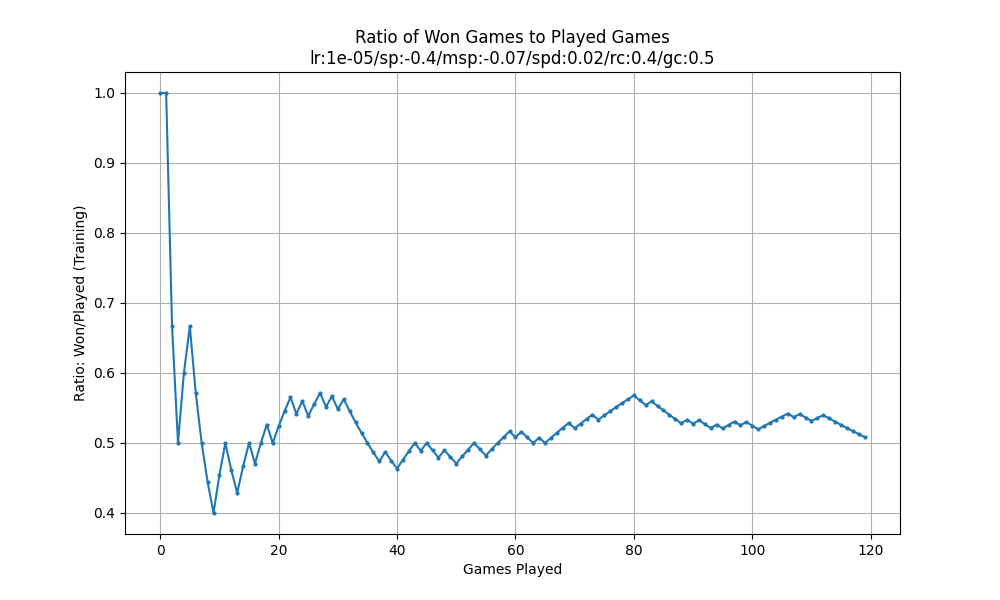 Ratio of Won Games to Played Games
lr:1e-05/sp:-0.4/msp:-0.07/spd:0.02/rc:0.4/gc:0.5
1.0
0.9
0.8
0.7
0.6
0.5
0.4
Ratio: Won/Played (Training)
0 20 40 60 80 100 120
Games Played